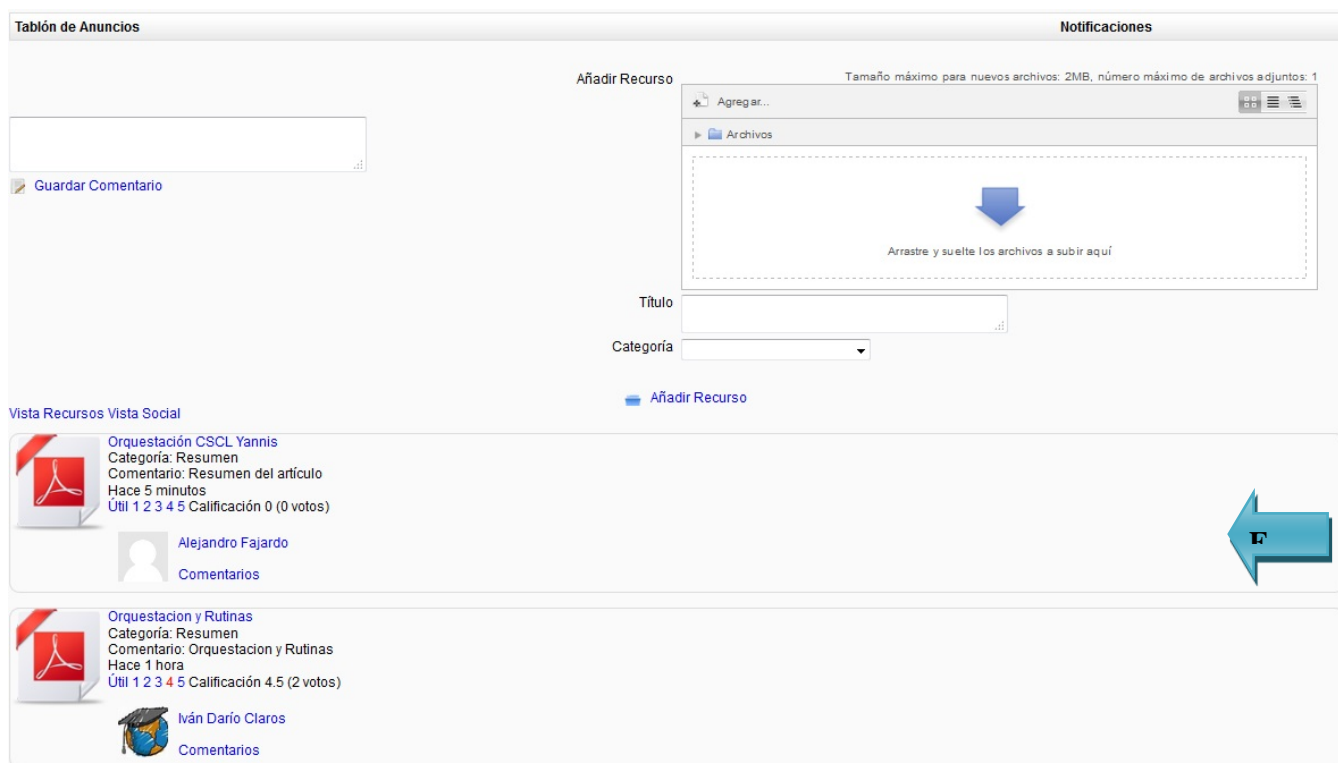 Tablón de Anuncios
Notificaciones
Añadir Recurso
Tamaño máximo para nuevos archivos: 2MB, número máximo de archivos adjuntos: 1
Agregar...
Archivos
Guardar Comentario
Arrastre y suelte los archivos a subir aquí
Título
Categoría
Añadir Recurso
Vista Recursos Vista Social
Orquestación CSCL Yannis
Categoría: Resumen
Comentario: Resumen del artículo
Hace 5 minutos
Útil 1 2 3 4 5 Calificación 0 (0 votos)
Alejandro Fajardo
Comentarios
Orquestacion y Rutinas
Categoría: Resumen
Comentario: Orquestacion y Rutinas
Hace 1 hora
Útil 1 2 3 4 5 Calificación 4.5 (2 votos)
Iván Darío Claros
Comentarios